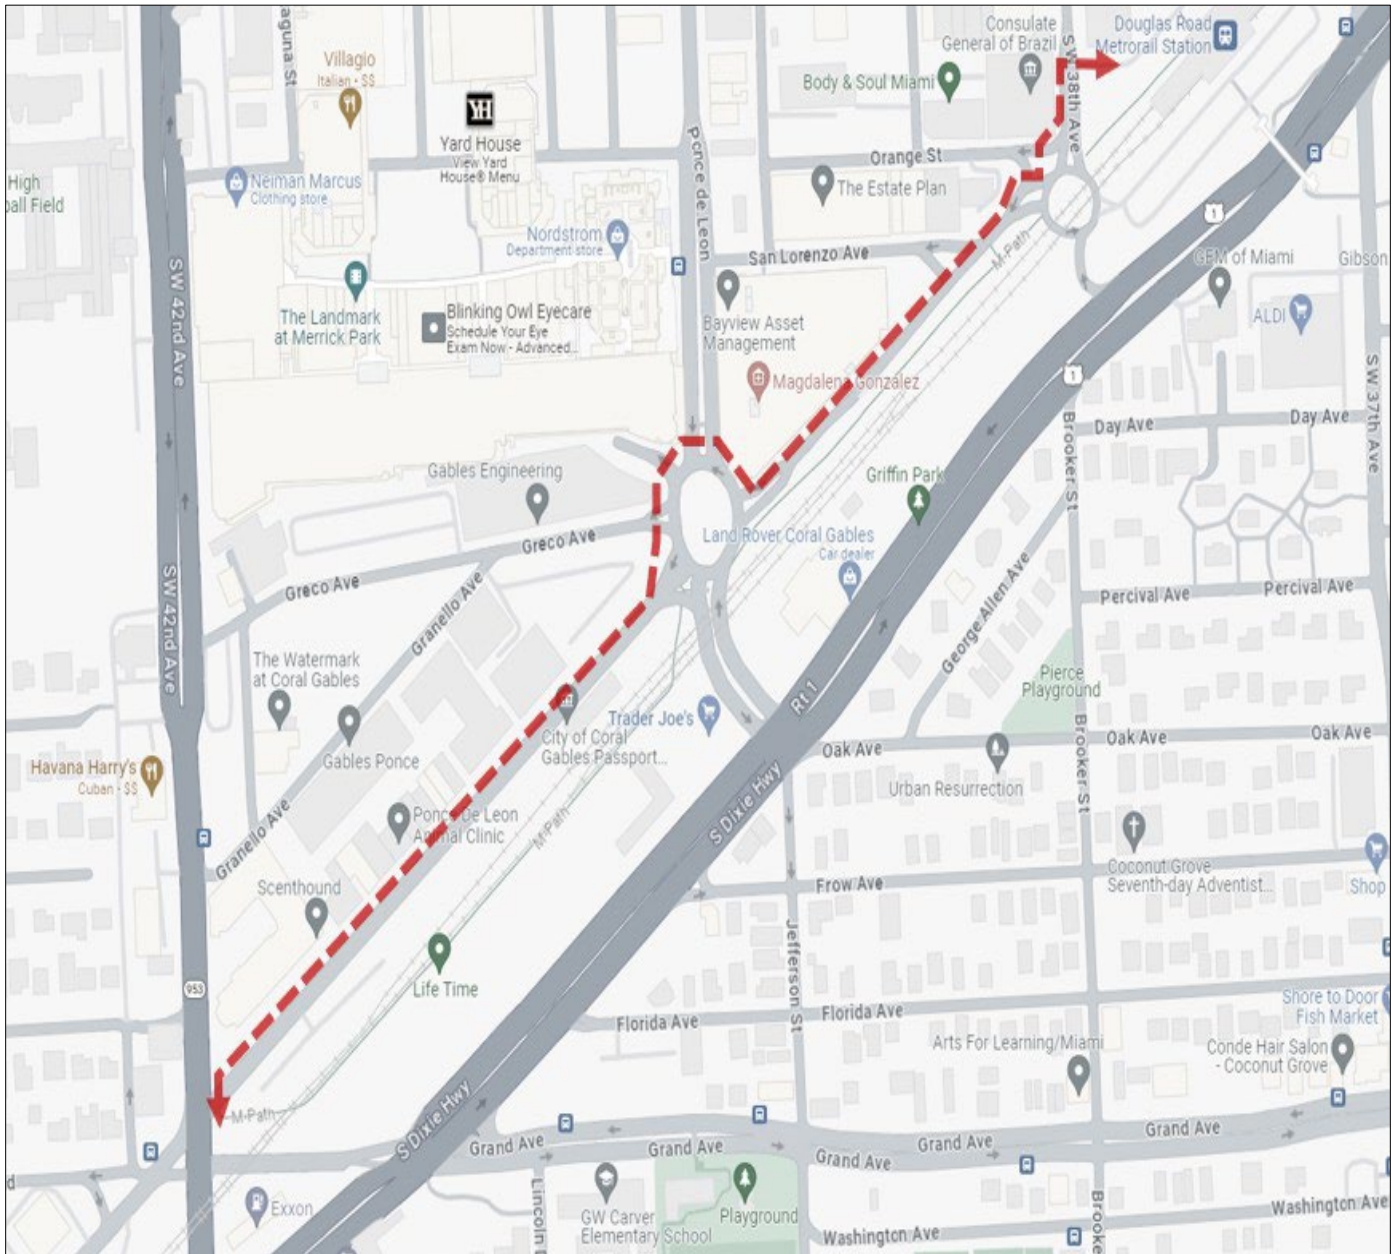 aguna St
Villagio
Italian · $$
YH
Yard House
View Yard
House® Menu
Consulate
General of Brazil
Douglas Road
Metrorail Station
SW 38th Ave
Body & Soul Miami
Ponce de Leon
Orange St
High
ball Field
Neiman Marcus
Clothing store
The Estate Plan
1
Nordstrom
Department store
San Lorenzo Ave
M-Path
GEM of Miami
Gibson
SW 42nd Ave
The Landmark
at Merrick Park
Blinking Owl Eyecare
Schedule Your Eye
Exam Now - Advanced...
Bayview Asset
Management
ALDI
Magdalena Gonzalez
1
SW 37th Ave
Brooker St
Day Ave
Day Ave
Gables Engineering
Griffin Park
Greco Ave
Land Rover Coral Gables
Car dealer
Greco Ave
Granello Ave
SW 42nd Ave
George Allen Ave
Percival Ave
Percival Ave
The Watermark
at Coral Gables
Pierce
Playground
Rt 1
Trader Joe's
City of Coral
Gables Passport...
Gables Ponce
Brooker St
Oak Ave
Oak Ave
Oak Ave
Havana Harry's
Cuban · $$
Urban Resurrection
S Dixie Hwy
Ponce De Leon
Animal Clinic
M-Path
Granello Ave
Scenthound
Frow Ave
Coconut Grove
Seventh-day Adventist...
Shop
Jefferson St
953
Life Time
Florida Ave
Florida Ave
Shore to Door
Fish Market
Arts For Learning/Miami
Conde Hair Salon
- Coconut Grove
M-Path
S Dixie Hwy
Grand Ave
Grand Ave
Grand Ave
Grand Ave
Grand Ave
d
Exxon
Lincoln
GW Carver
Elementary School
Playground
Brooke
Washington Ave
Washington Ave